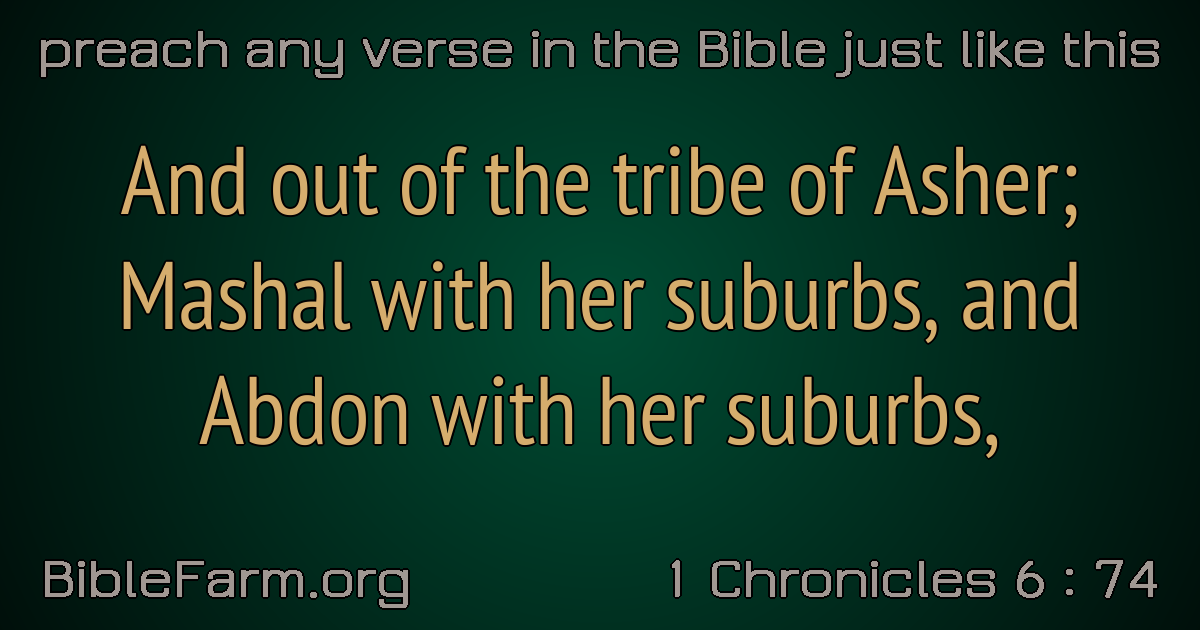 preach any verse in the Bible just like this
And out of the tribe of Asher;
Mashal with her suburbs, and
Abdon with her suburbs,
BibleFarm.org
1 Chronicles 6 : 74